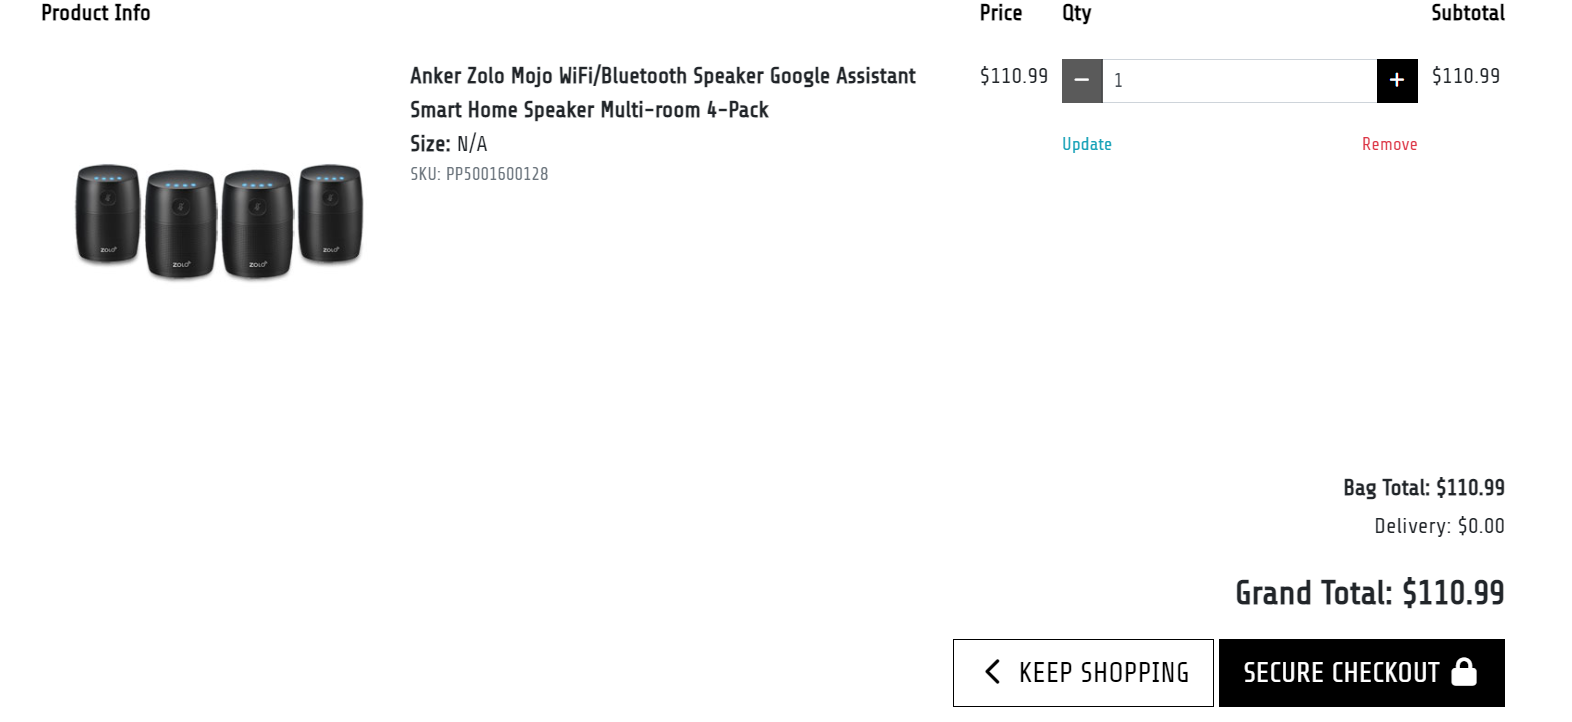 Product Info Price Qty Subtotal
Anker Zolo Mojo WiFi/Bluetooth Speaker Google Assistant $110.99 − 1 + $110.99
Smart Home Speaker Multi-room 4-Pack
Size: N/A Update Remove
SKU: PP5001600128
ZOLO ZOLO ZOLO ZOLO
Bag Total: $110.99
Delivery: $0.00
Grand Total: $110.99
KEEP SHOPPING SECURE CHECKOUT